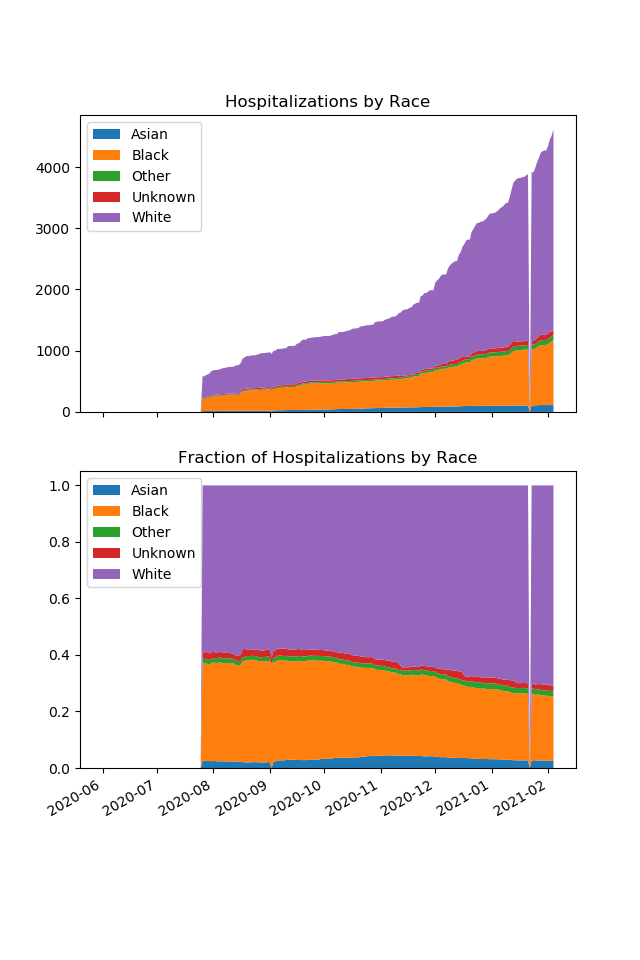 Hospitalizations by Race
Asian
Black
Other
Unknown
White
4000
3000
2000
1000
0
Fraction of Hospitalizations by Race
Asian
Black
Other
Unknown
White
1.0
0.8
0.6
0.4
0.2
0.0
2020-06 2020-07 2020-08 2020-09 2020-10 2020-11 2020-12 2021-01 2021-02